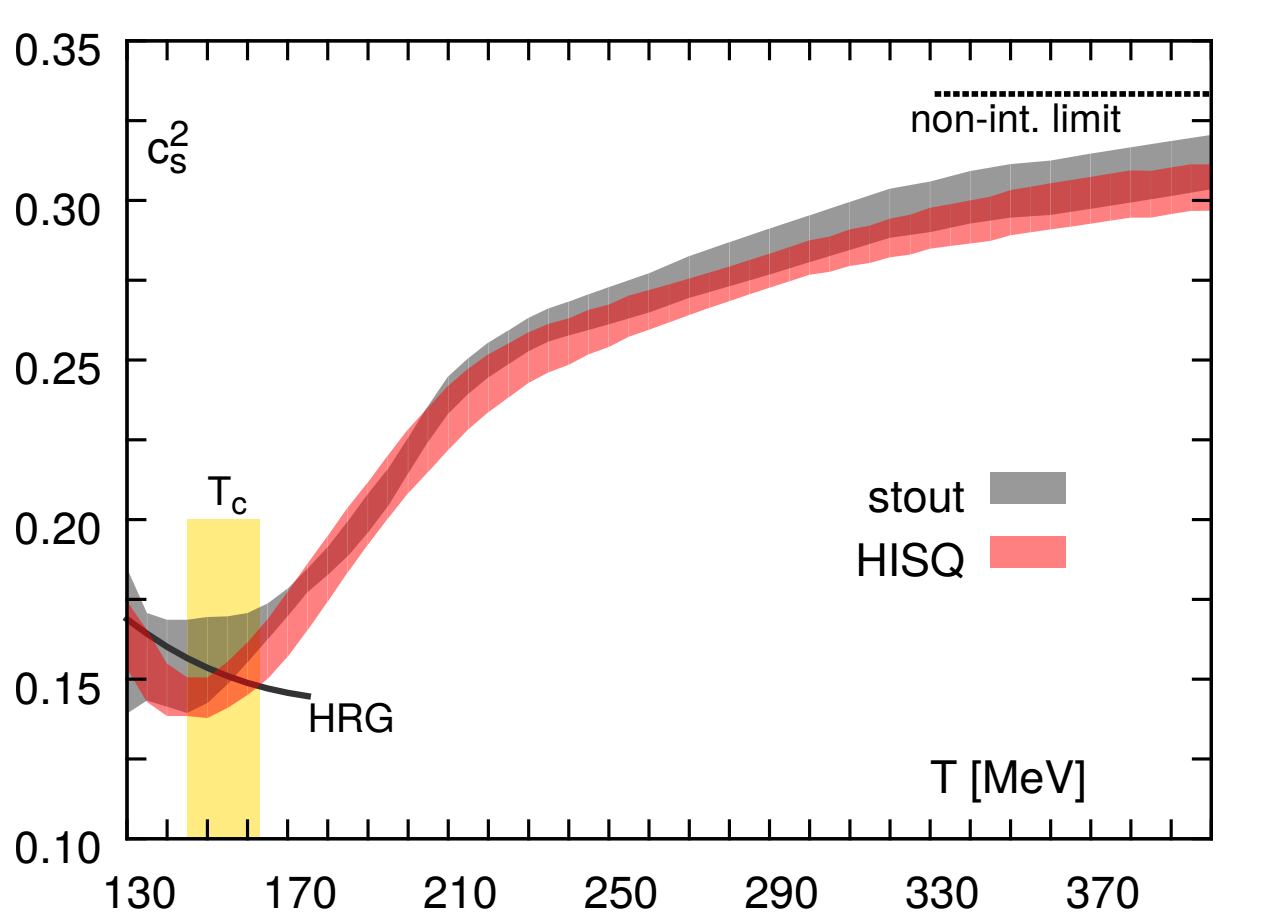 0.35
non-int. limit
c_s^2
0.30
0.25
T_c
stout
0.20
HISQ
0.15
HRG
T [MeV]
0.10
130 170 210 250 290 330 370